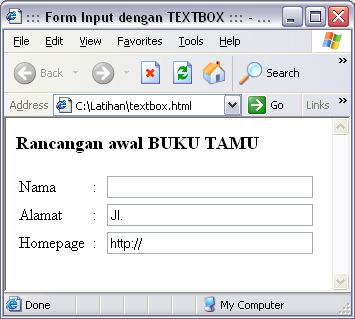 ::: Form Input dengan TEXTBOX ::: - ...
File Edit View Favorites Tools Help »
Back Search »
Address C:\Latihan\textbox.html Go Links »
Rancangan awal BUKU TAMU
Nama :
Alamat : Jl.
Homepage : http://
Done My Computer